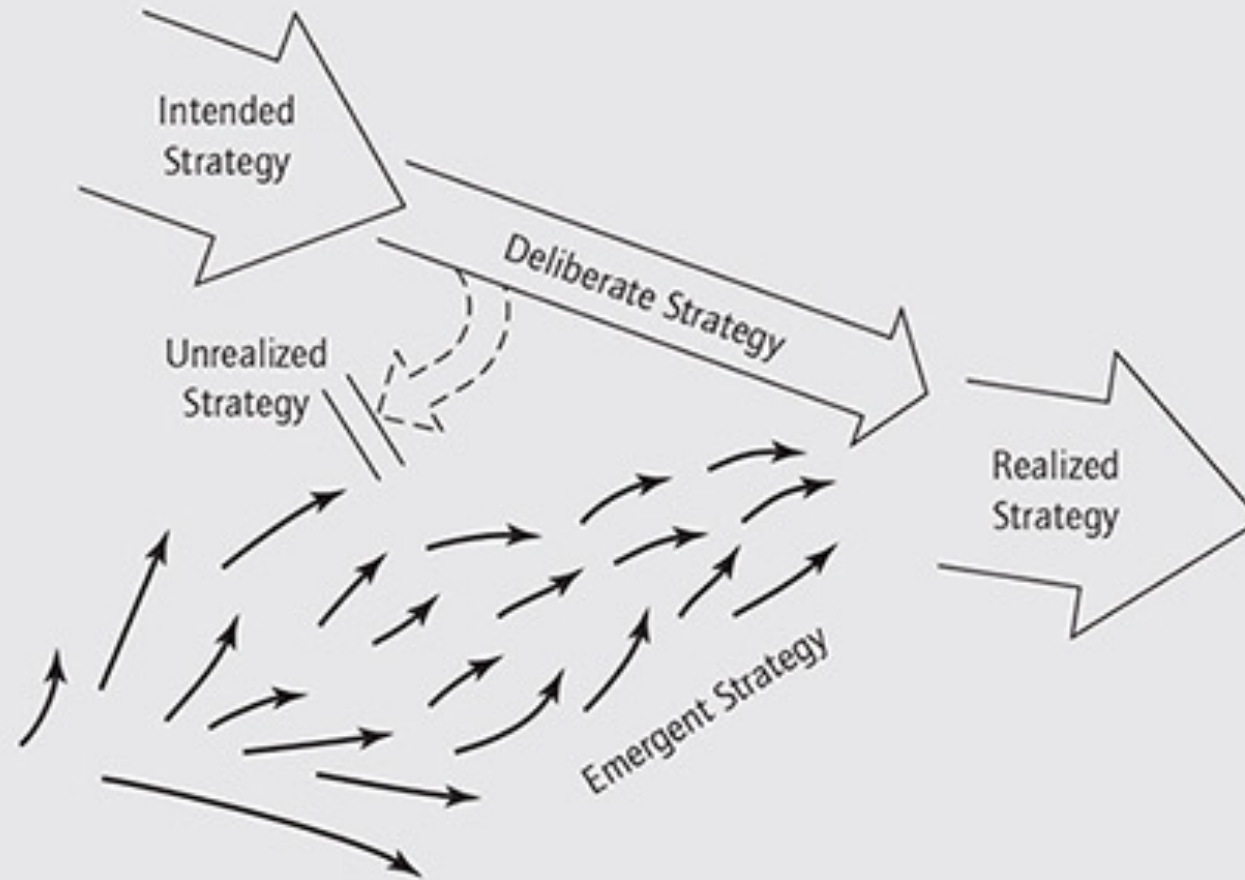 Intended
Strategy
Deliberate Strategy
Unrealized
Strategy
Realized
Strategy
Emergent Strategy